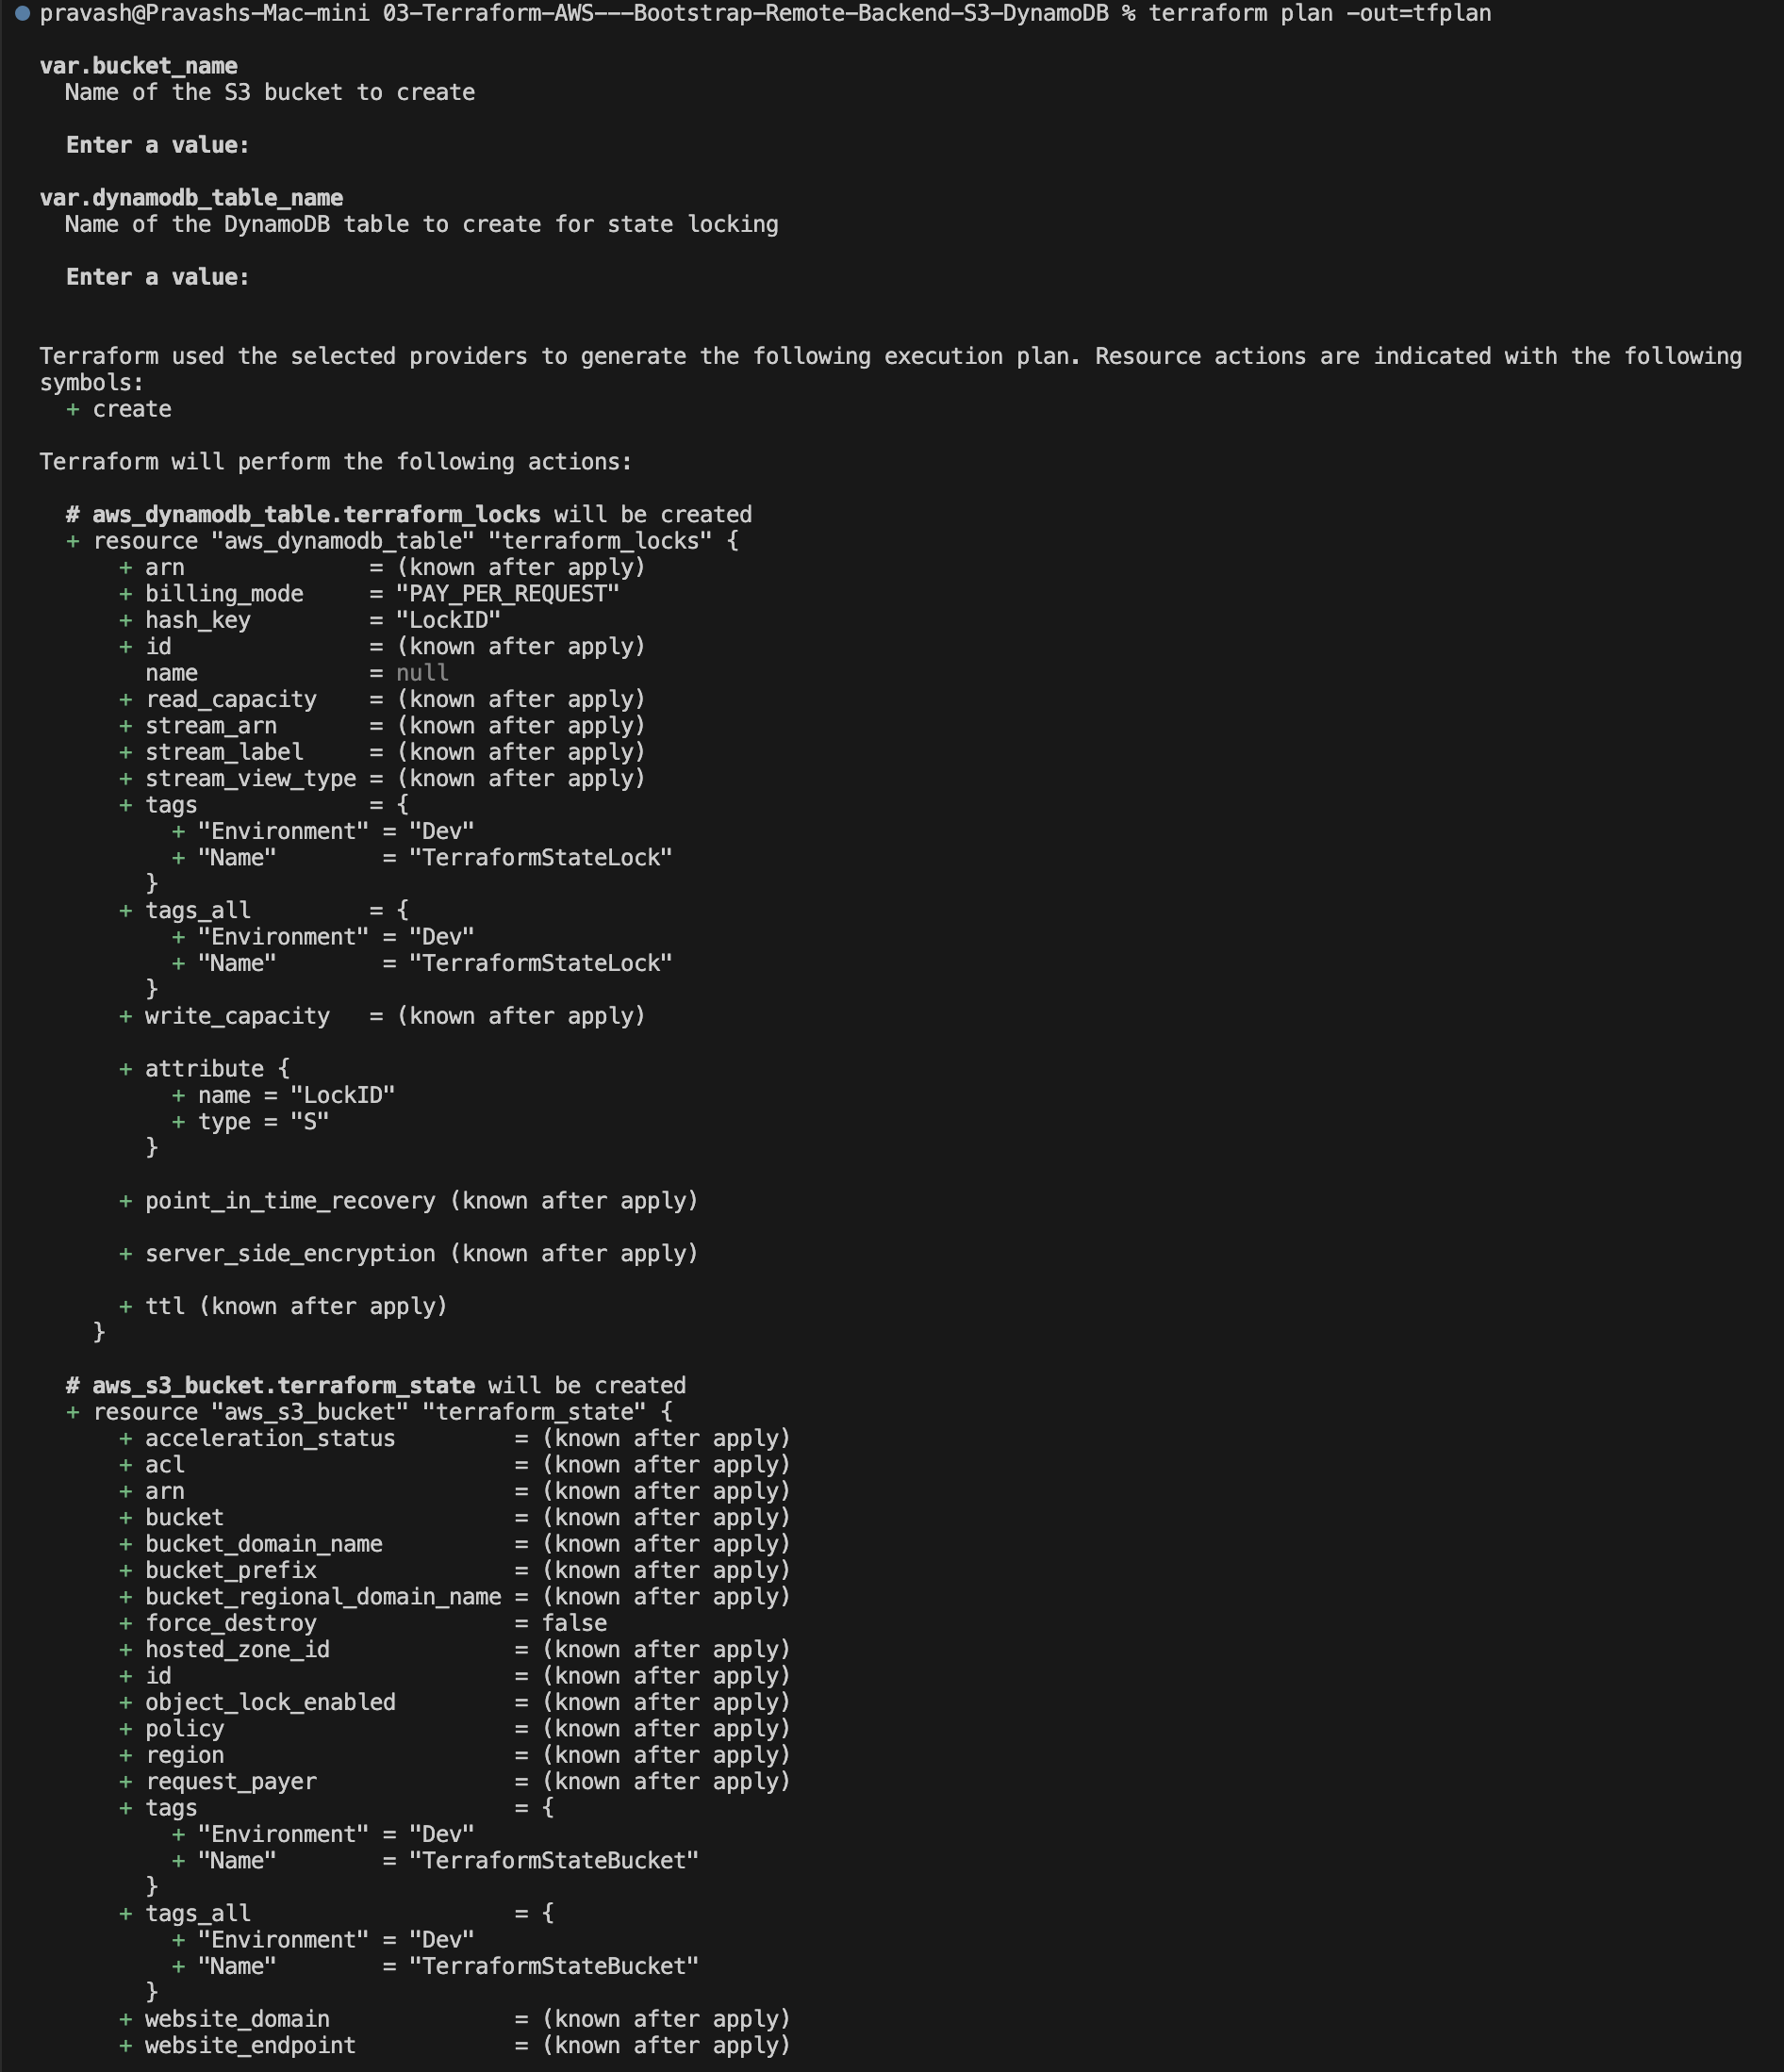 pravash@Pravashs-Mac-mini 03-Terraform-AWS---Bootstrap-Remote-Backend-S3-DynamoDB % terraform plan -out=tfplan
var.bucket_name
Name of the S3 bucket to create
Enter a value:
var.dynamodb_table_name
Name of the DynamoDB table to create for state locking
Enter a value:
Terraform used the selected providers to generate the following execution plan. Resource actions are indicated with the following
symbols:
+ create
Terraform will perform the following actions:
# aws_dynamodb_table.terraform_locks will be created
+ resource "aws_dynamodb_table" "terraform_locks" {
+ arn = (known after apply)
+ billing_mode = "PAY_PER_REQUEST"
+ hash_key = "LockID"
+ id = (known after apply)
name = null
+ read_capacity = (known after apply)
+ stream_arn = (known after apply)
+ stream_label = (known after apply)
+ stream_view_type = (known after apply)
+ tags = {
+ "Environment" = "Dev"
+ "Name" = "TerraformStateLock"
}
+ tags_all = {
+ "Environment" = "Dev"
+ "Name" = "TerraformStateLock"
}
+ write_capacity = (known after apply)
+ attribute {
+ name = "LockID"
+ type = "S"
}
+ point_in_time_recovery (known after apply)
+ server_side_encryption (known after apply)
+ ttl (known after apply)
}
# aws_s3_bucket.terraform_state will be created
+ resource "aws_s3_bucket" "terraform_state" {
+ acceleration_status = (known after apply)
+ acl = (known after apply)
+ arn = (known after apply)
+ bucket = (known after apply)
+ bucket_domain_name = (known after apply)
+ bucket_prefix = (known after apply)
+ bucket_regional_domain_name = (known after apply)
+ force_destroy = false
+ hosted_zone_id = (known after apply)
+ id = (known after apply)
+ object_lock_enabled = (known after apply)
+ policy = (known after apply)
+ region = (known after apply)
+ request_payer = (known after apply)
+ tags = {
+ "Environment" = "Dev"
+ "Name" = "TerraformStateBucket"
}
+ tags_all = {
+ "Environment" = "Dev"
+ "Name" = "TerraformStateBucket"
}
+ website_domain = (known after apply)
+ website_endpoint = (known after apply)